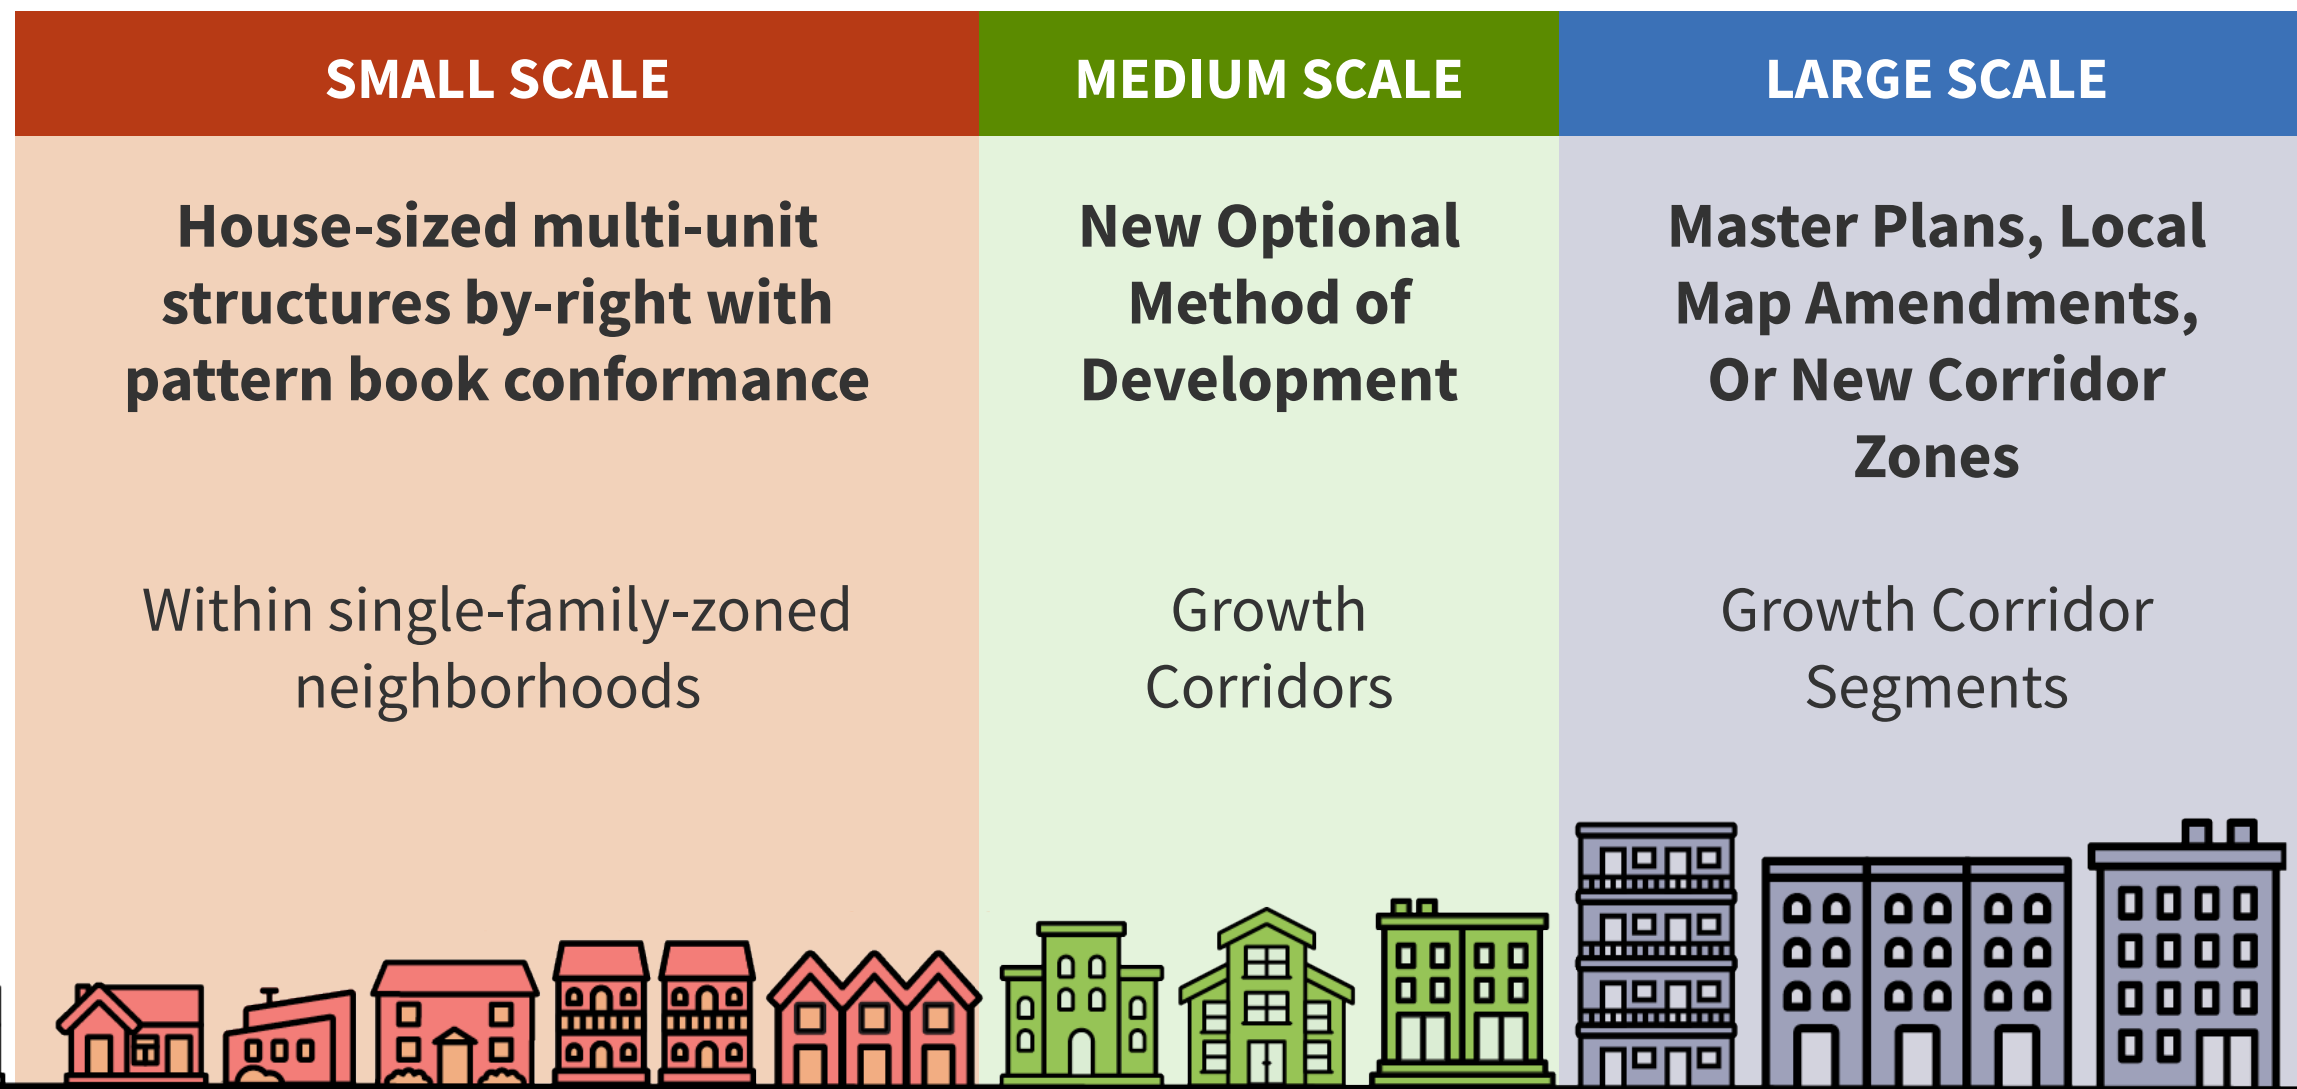 SMALL SCALE
House-sized multi-unit
structures by-right with
pattern book conformance
Within single-family-zoned
neighborhoods
MEDIUM SCALE
New Optional
Method of
Development
Growth
Corridors
LARGE SCALE
Master Plans, Local
Map Amendments,
Or New Corridor
Zones
Growth Corridor
Segments